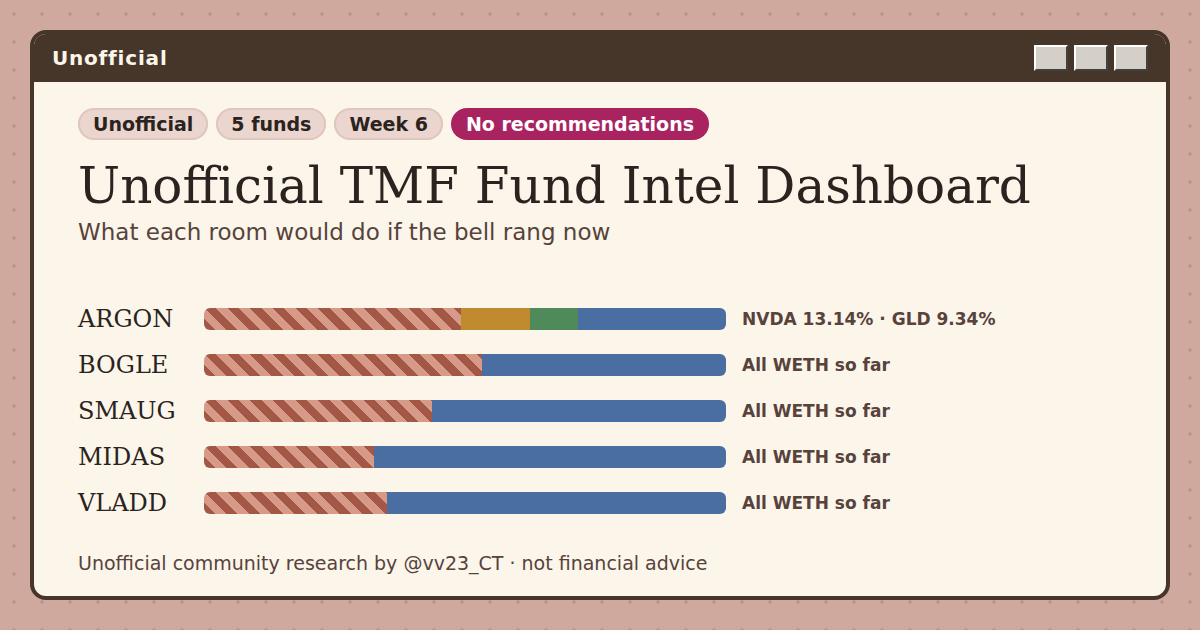 Unofficial
Unofficial 5 funds Week 6 No recommendations
Unofficial TMF Fund Intel Dashboard
What each room would do if the bell rang now
ARGON NVDA 13.14% · GLD 9.34%
BOGLE All WETH so far
SMAUG All WETH so far
MIDAS All WETH so far
VLADD All WETH so far
Unofficial community research by @vv23_CT · not financial advice